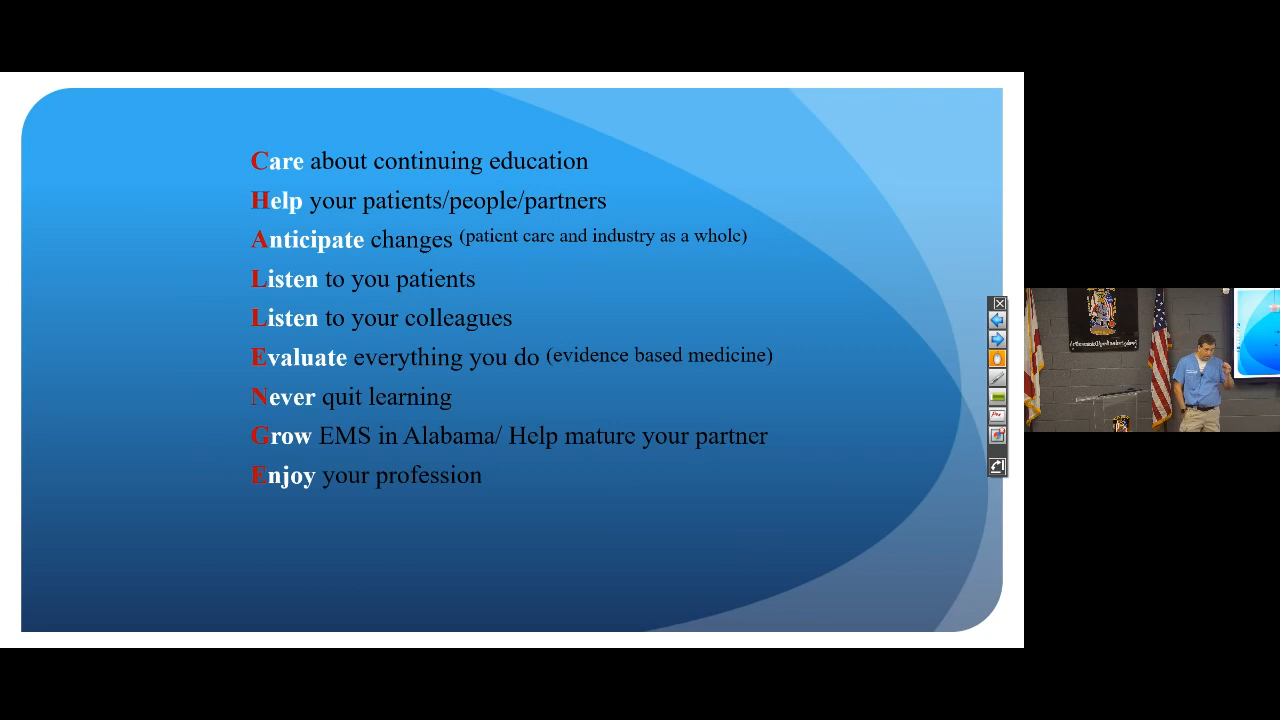 Care about continuing education
Help your patients/people/partners
Anticipate changes (patient care and industry as a whole)
Listen to you patients
Listen to your colleagues
Evaluate everything you do (evidence based medicine)
Never quit learning
Grow EMS in Alabama/ Help mature your partner
Enjoy your profession